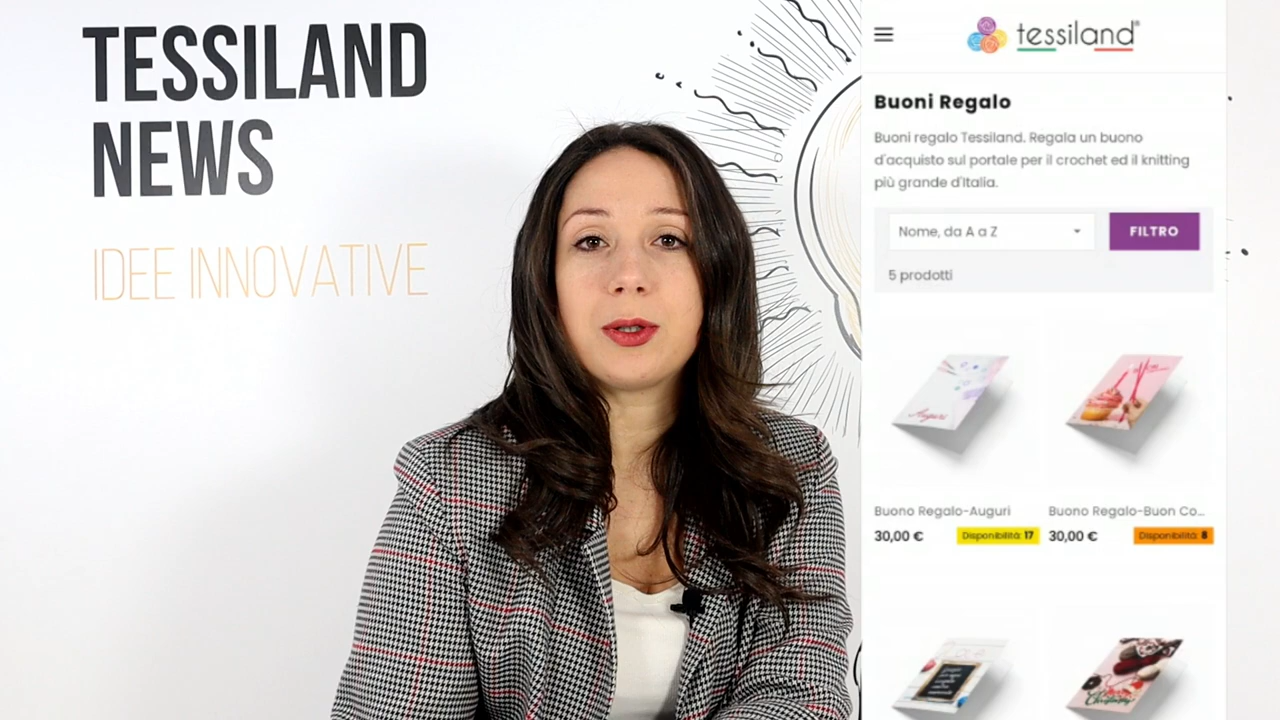 TESSILAND
NEWS
IDEE INNOVATIVE
tessiland®
Buoni Regalo
Buoni regalo Tessiland. Regala un buono
d'acquisto sul portale per il crochet ed il knitting
più grande d'Italia.
Nome, da A a Z
FILTRO
5 prodotti
Auguri
Buono Regalo-Auguri
Buono Regalo-Buon Co...
30,00 €
Disponibilità: 17
30,00 €
Disponibilità: 8
Christmas